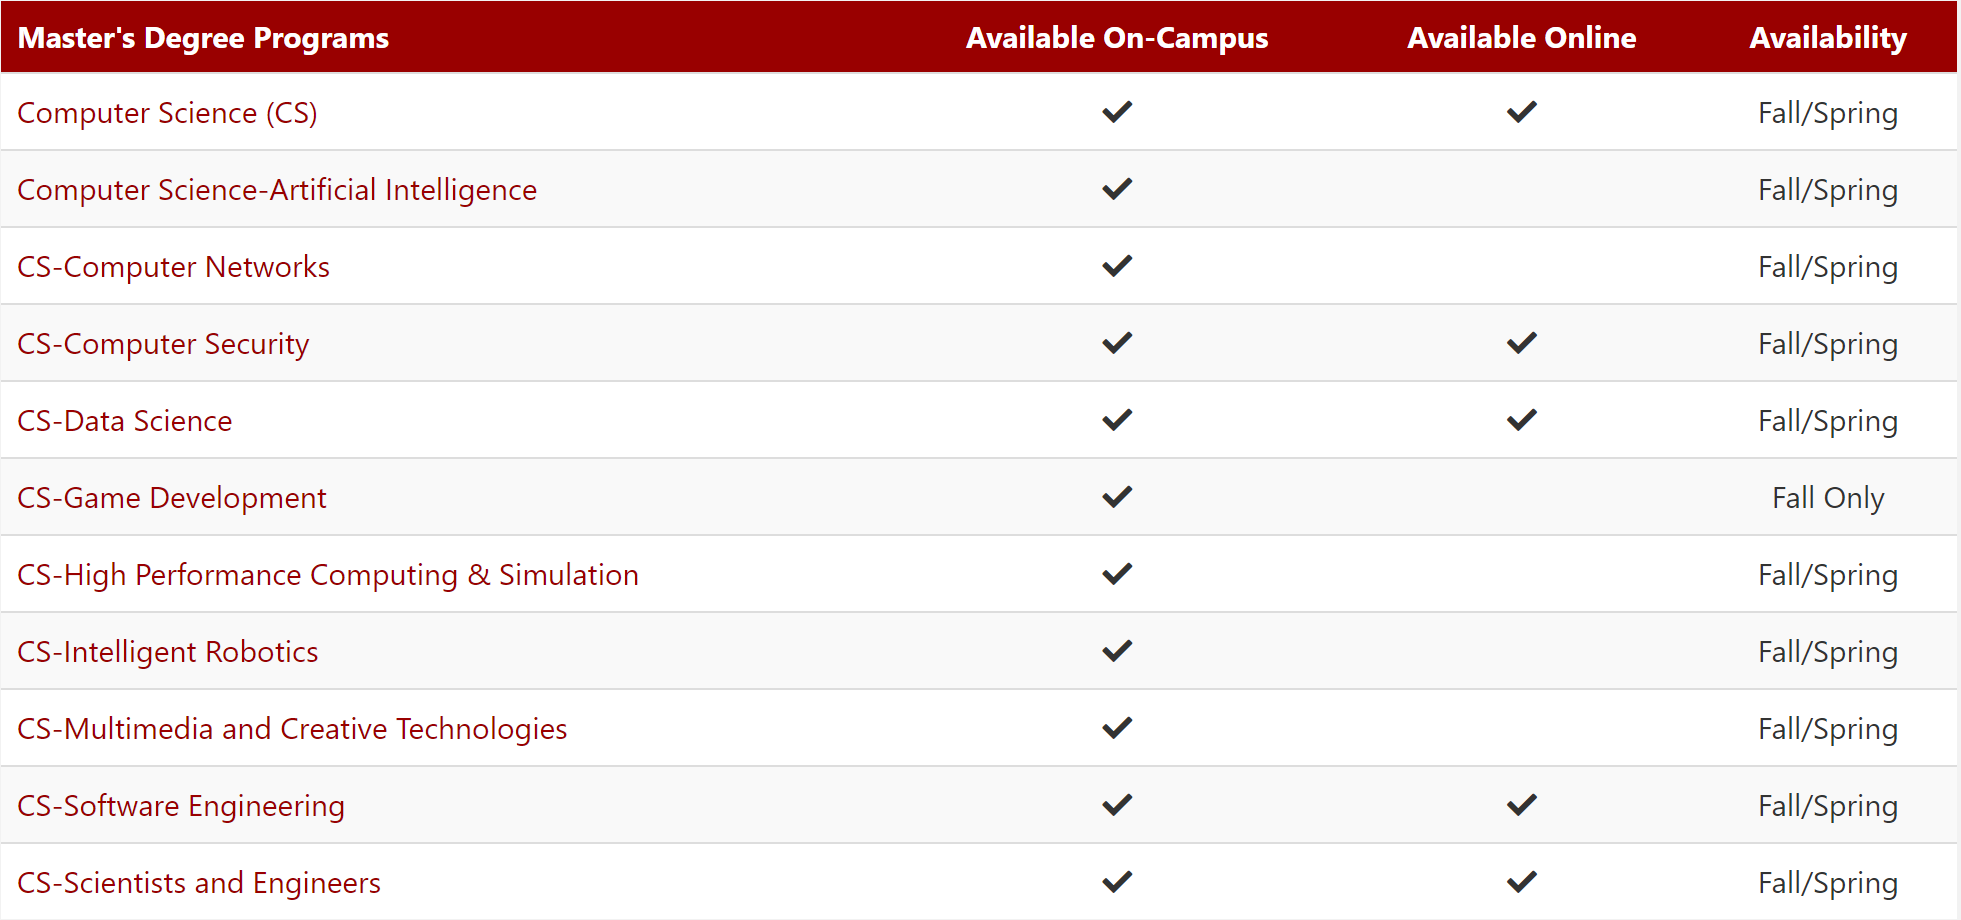 Master's Degree Programs Available On-Campus Available Online Availability
Computer Science (CS) ✔ ✔ Fall/Spring
Computer Science-Artificial Intelligence ✔ Fall/Spring
CS-Computer Networks ✔ Fall/Spring
CS-Computer Security ✔ ✔ Fall/Spring
CS-Data Science ✔ ✔ Fall/Spring
CS-Game Development ✔ Fall Only
CS-High Performance Computing & Simulation ✔ Fall/Spring
CS-Intelligent Robotics ✔ Fall/Spring
CS-Multimedia and Creative Technologies ✔ Fall/Spring
CS-Software Engineering ✔ ✔ Fall/Spring
CS-Scientists and Engineers ✔ ✔ Fall/Spring